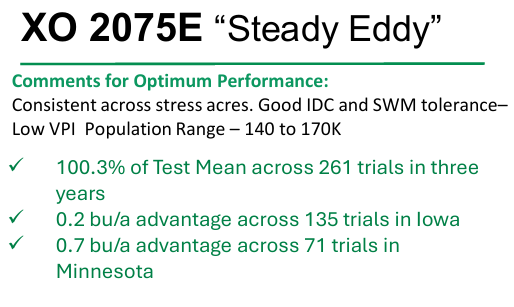 XO 2075E “Steady Eddy”
Comments for Optimum Performance:
Consistent across stress acres. Good IDC and SWM tolerance–
Low VPI  Population Range – 140 to 170K
✓ 100.3% of Test Mean across 261 trials in three
years
✓ 0.2 bu/a advantage across 135 trials in Iowa
✓ 0.7 bu/a advantage across 71 trials in
Minnesota